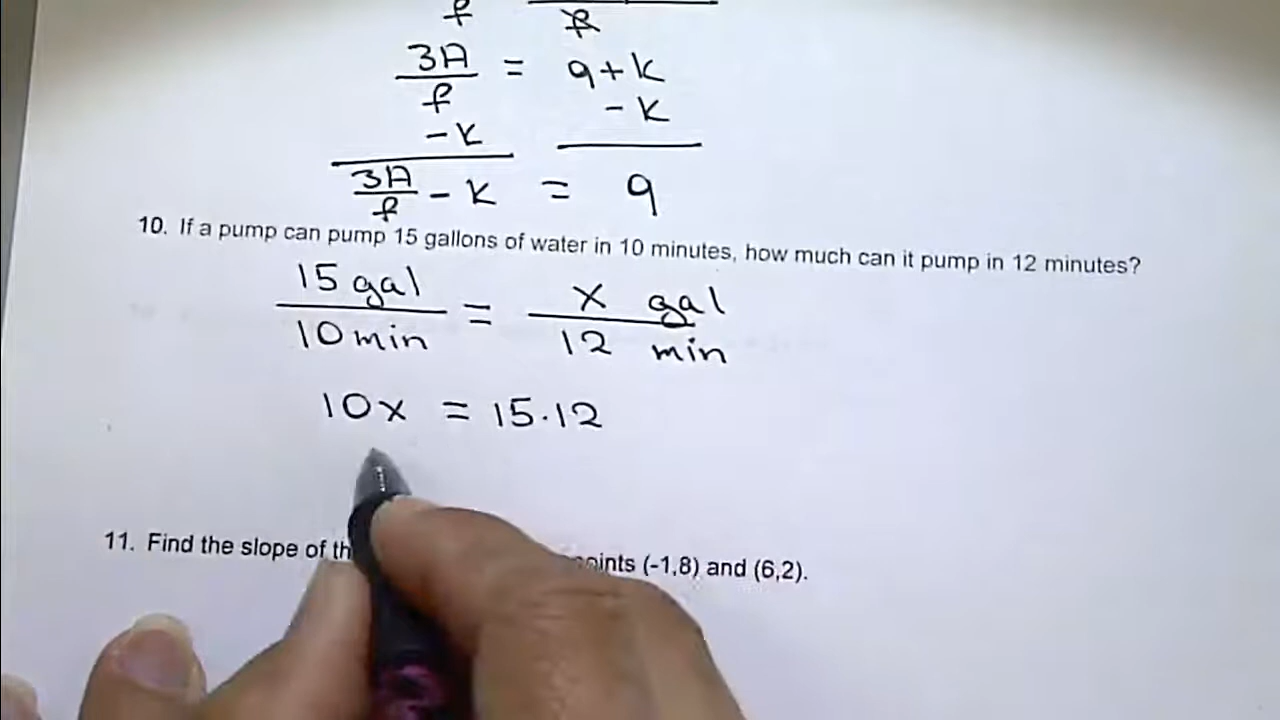 f
3A = 9+k
f
-k -k
3A - k = 9
f
10. If a pump can pump 15 gallons of water in 10 minutes, how much can it pump in 12 minutes?
15 gal = x gal
10 min 12 min
10x = 15.12
11. Find the slope of th oints (-1,8) and (6,2).